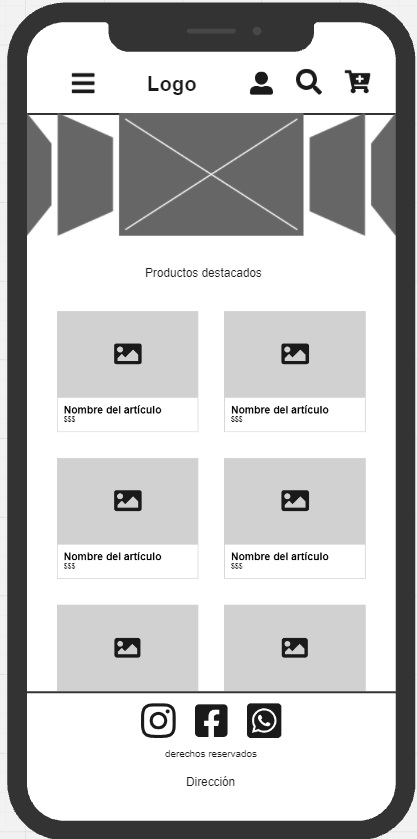 Logo
Productos destacados
Nombre del artículo
$$$
Nombre del artículo
$$$
Nombre del artículo
$$$
Nombre del artículo
$$$
derechos reservados
Dirección